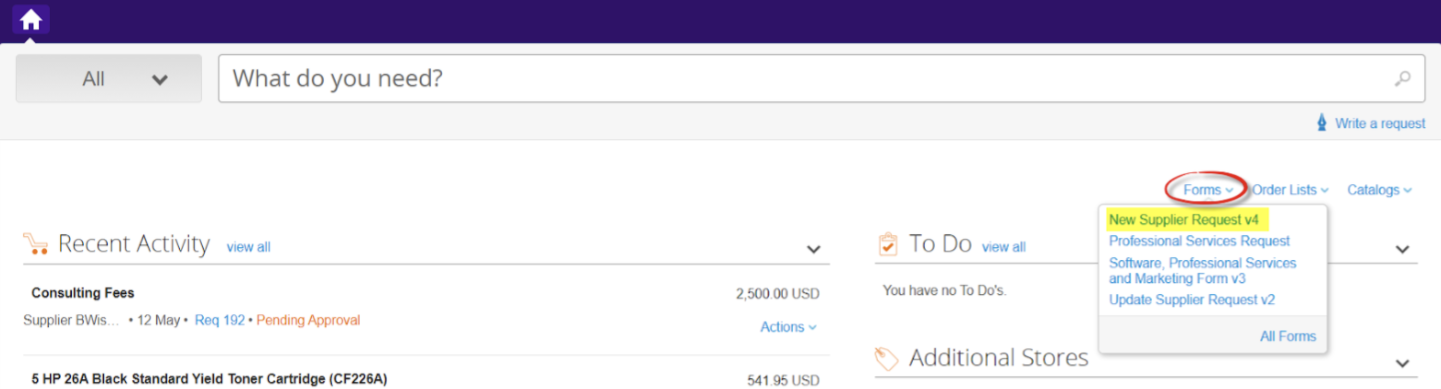 All
What do you need?
Write a request
Forms Order Lists Catalogs
New Supplier Request v4
Professional Services Request
Software, Professional Services
and Marketing Form v3
Update Supplier Request v2
All Forms
Recent Activity view all
Consulting Fees 2,500.00 USD
Supplier BWis... • 12 May • Req 192 • Pending Approval
Actions
5 HP 26A Black Standard Yield Toner Cartridge (CF226A) 541.95 USD
To Do view all
You have no To Do's.
Additional Stores